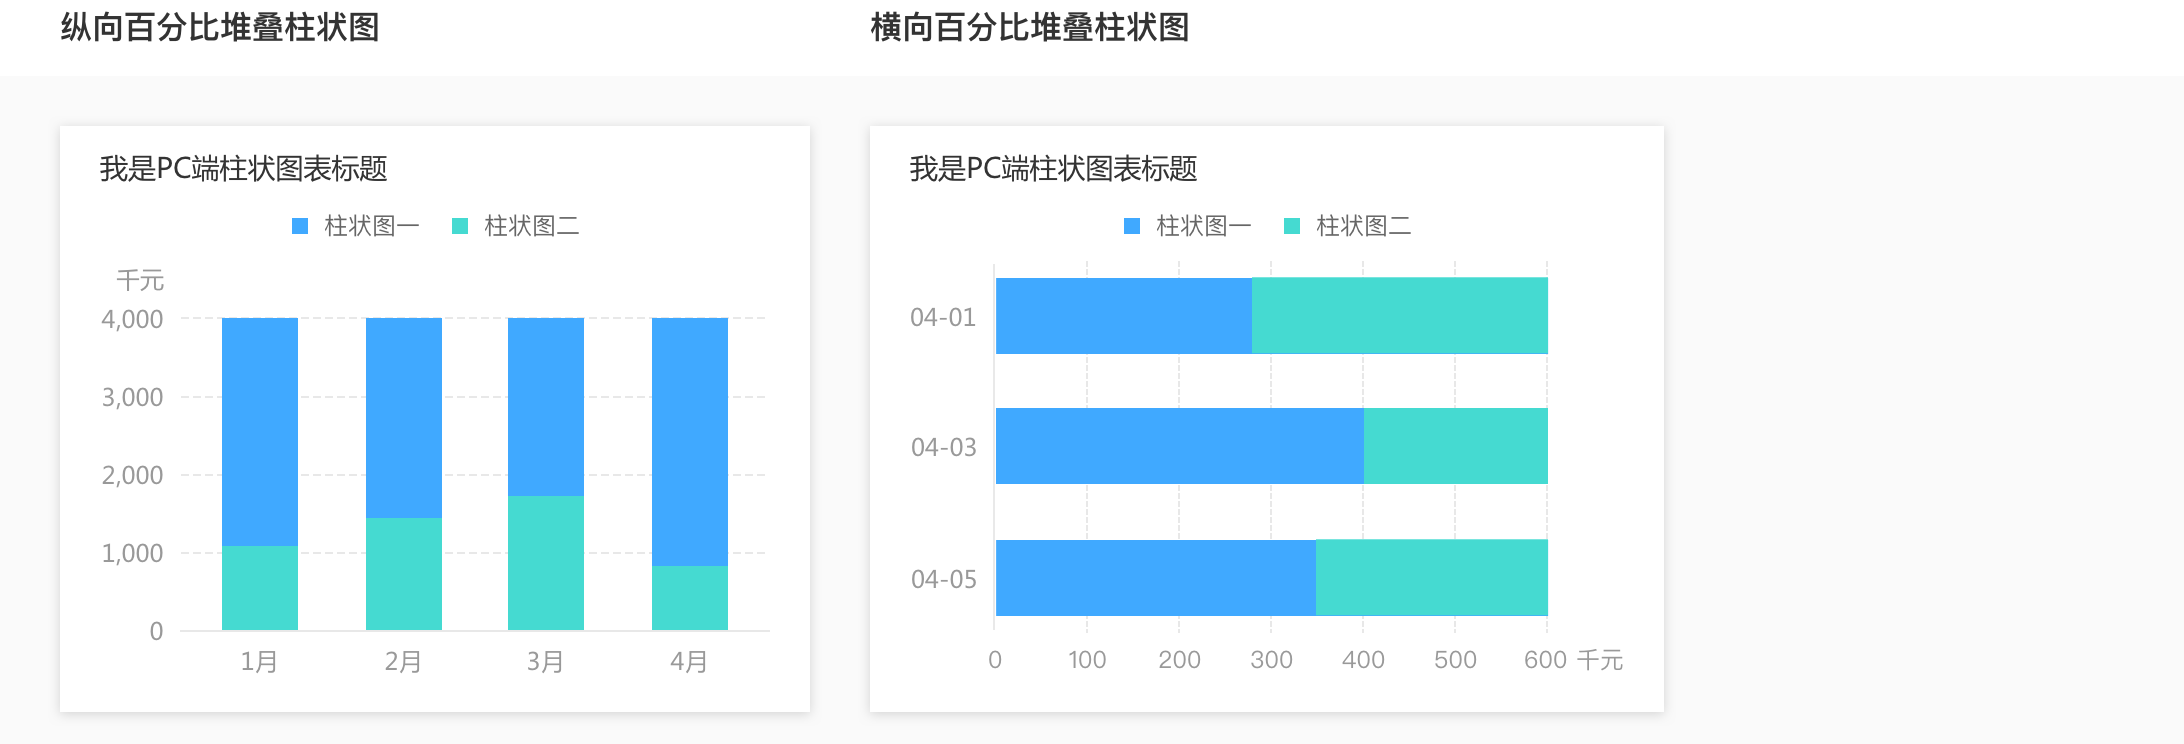 纵向百分比堆叠柱状图
横向百分比堆叠柱状图
我是PC端柱状图表标题
柱状图一 柱状图二
千元
4,000
3,000
2,000
1,000
0
1月 2月 3月 4月
我是PC端柱状图表标题
柱状图一 柱状图二
04-01
04-03
04-05
0 100 200 300 400 500 600 千元